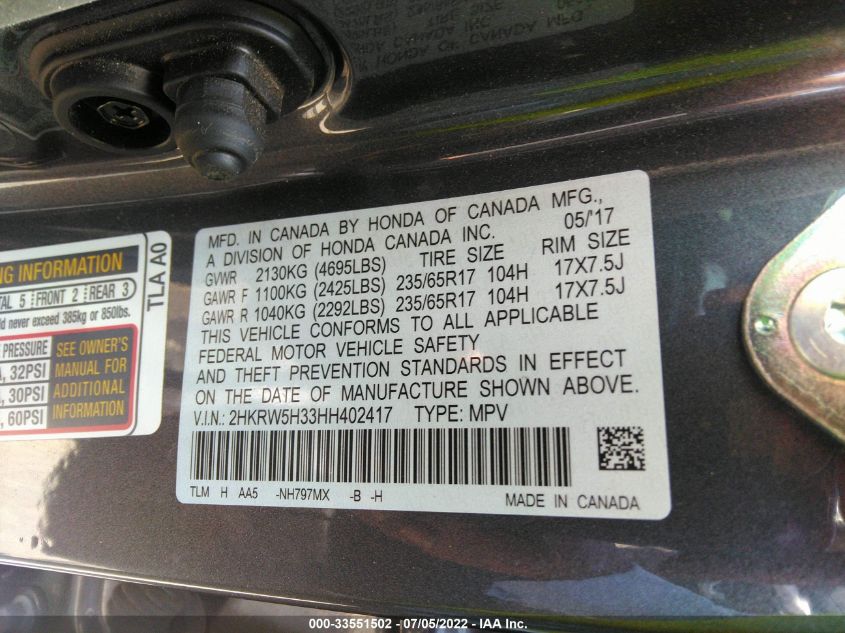 MFD. IN CANADA BY HONDA OF CANADA MFG.,
A DIVISION OF HONDA CANADA INC. 05/'17
GVWR 2130KG (4695LBS) TIRE SIZE RIM SIZE
GAWR F 1100KG (2425LBS) 235/65R17 104H 17X7.5J
GAWR R 1040KG (2292LBS) 235/65R17 104H 17X7.5J
THIS VEHICLE CONFORMS TO ALL APPLICABLE
FEDERAL MOTOR VEHICLE SAFETY
AND THEFT PREVENTION STANDARDS IN EFFECT
ON THE DATE OF MANUFACTURE SHOWN ABOVE.
V.I.N.: 2HKRW5H33HH402417 TYPE: MPV
TLM H AA5 -NH797MX -B -H
MADE IN CANADA
NG INFORMATION
TAL 5 FRONT 2 REAR 3
ld never exceed 385kg or 850lbs.
PRESSURE
32PSI
30PSI
60PSI
SEE OWNER'S
MANUAL FOR
ADDITIONAL
INFORMATION
TLA A0
000-33551502 - 07/05/2022 - IAA Inc.